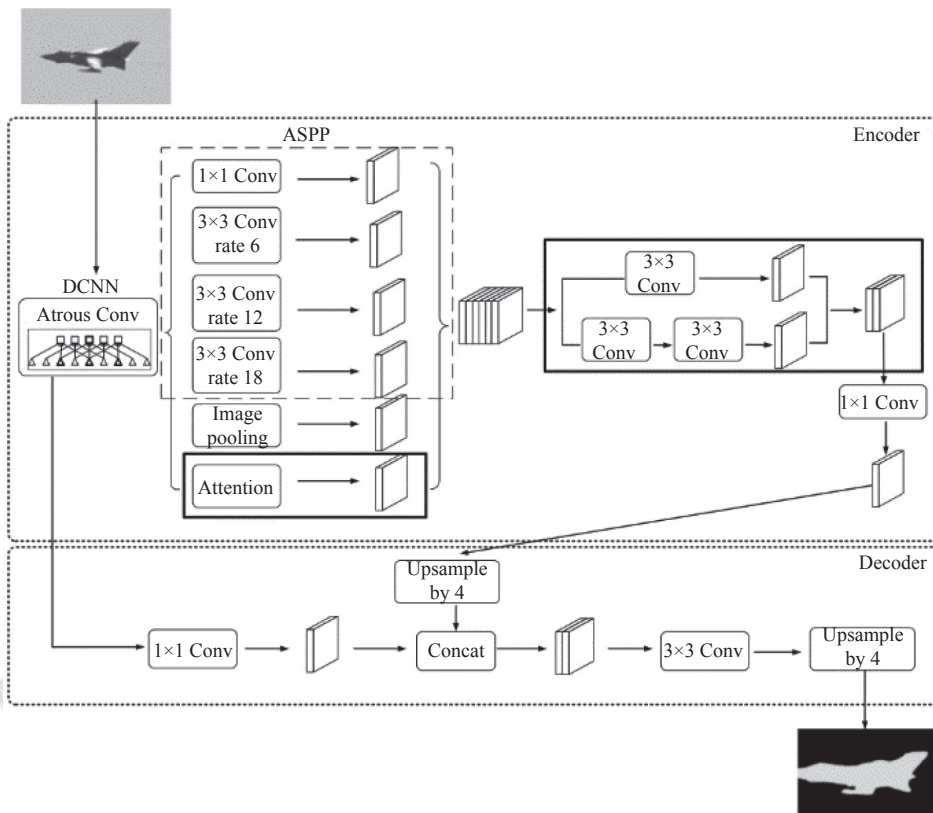 ASPP
Encoder
1×1 Conv
3×3 Conv
rate 6
DCNN
Atrous Conv
3×3 Conv
rate 12
3×3 Conv
rate 18
Image
pooling
Attention
3×3
Conv
3×3
Conv
3×3
Conv
1×1 Conv
Decoder
Upsample
by 4
1×1 Conv
Concat
3×3 Conv
Upsample
by 4